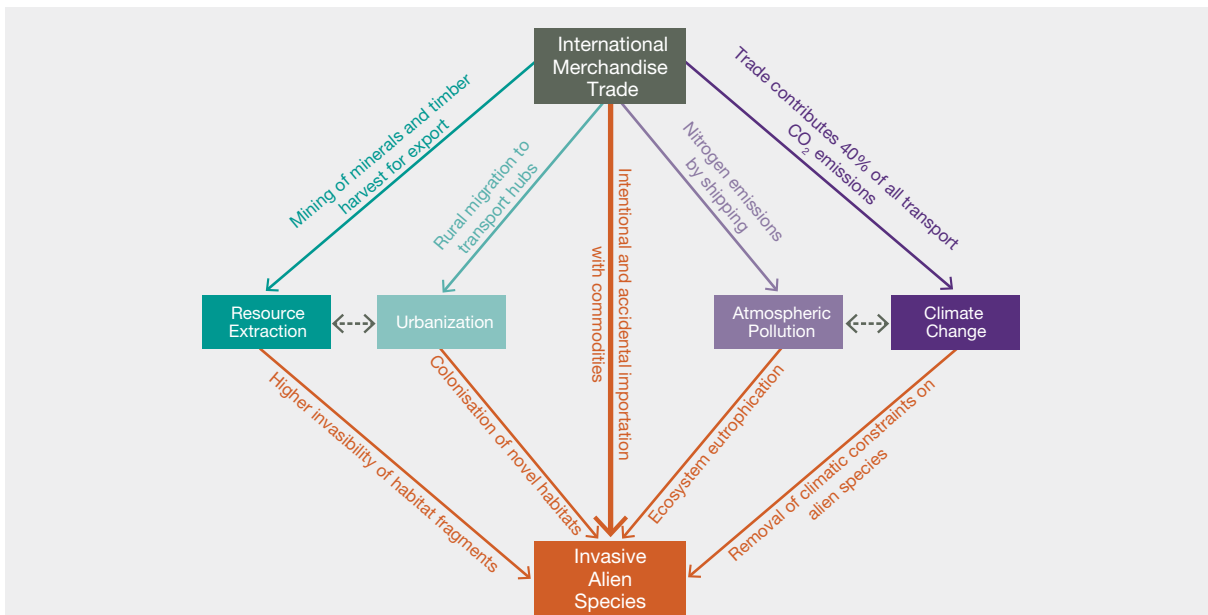 International
Merchandise
Trade
Mining of minerals and timber
harvest for export
Rural migration to
transport hubs
Intentional and accidental importation
with commodities
Nitrogen emissions
by shipping
Trade contributes 40% of all transport
CO₂ emissions
Resource
Extraction
Urbanization
Atmospheric
Pollution
Climate
Change
Higher invasibility of habitat fragments
Colonisation of novel habitats
Ecosystem eutrophication
Removal of climatic constraints on
alien species
Invasive
Alien
Species